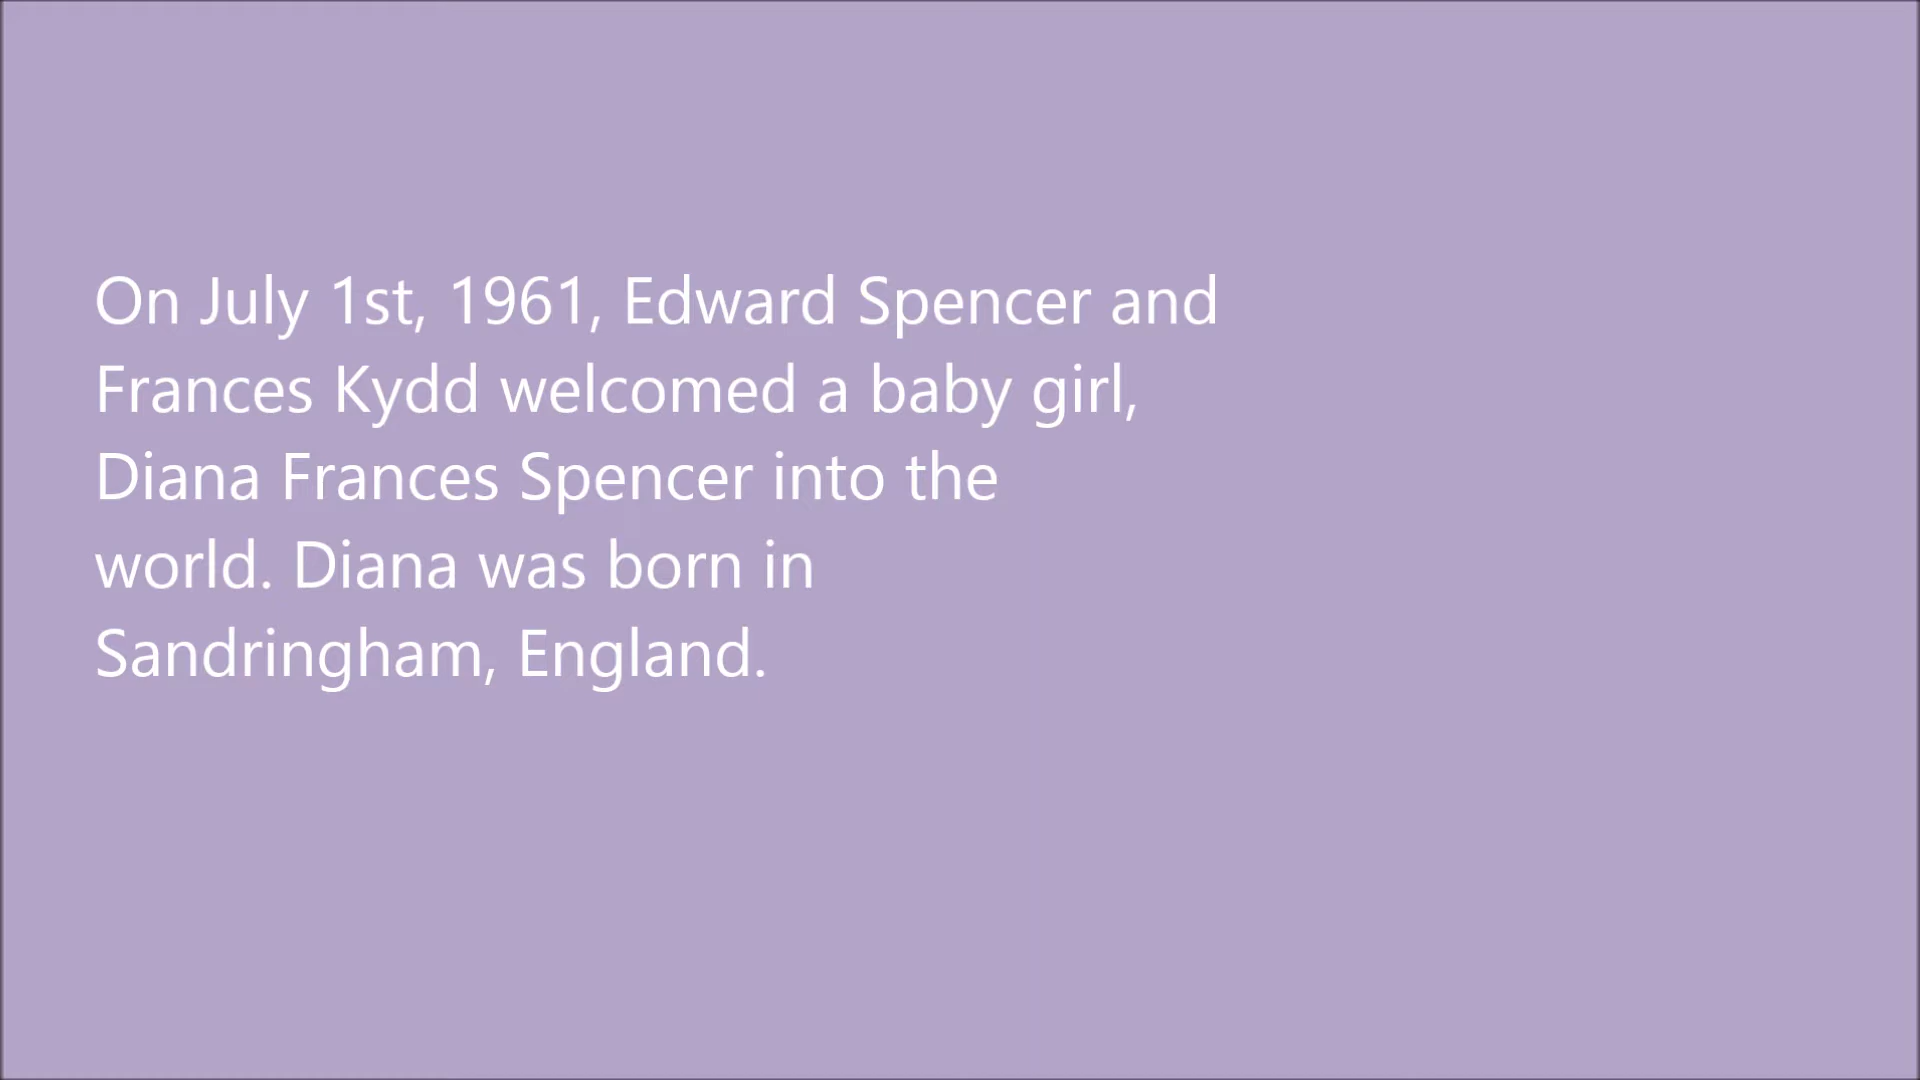 On July 1st, 1961, Edward Spencer and
Frances Kydd welcomed a baby girl,
Diana Frances Spencer into the
world. Diana was born in
Sandringham, England.